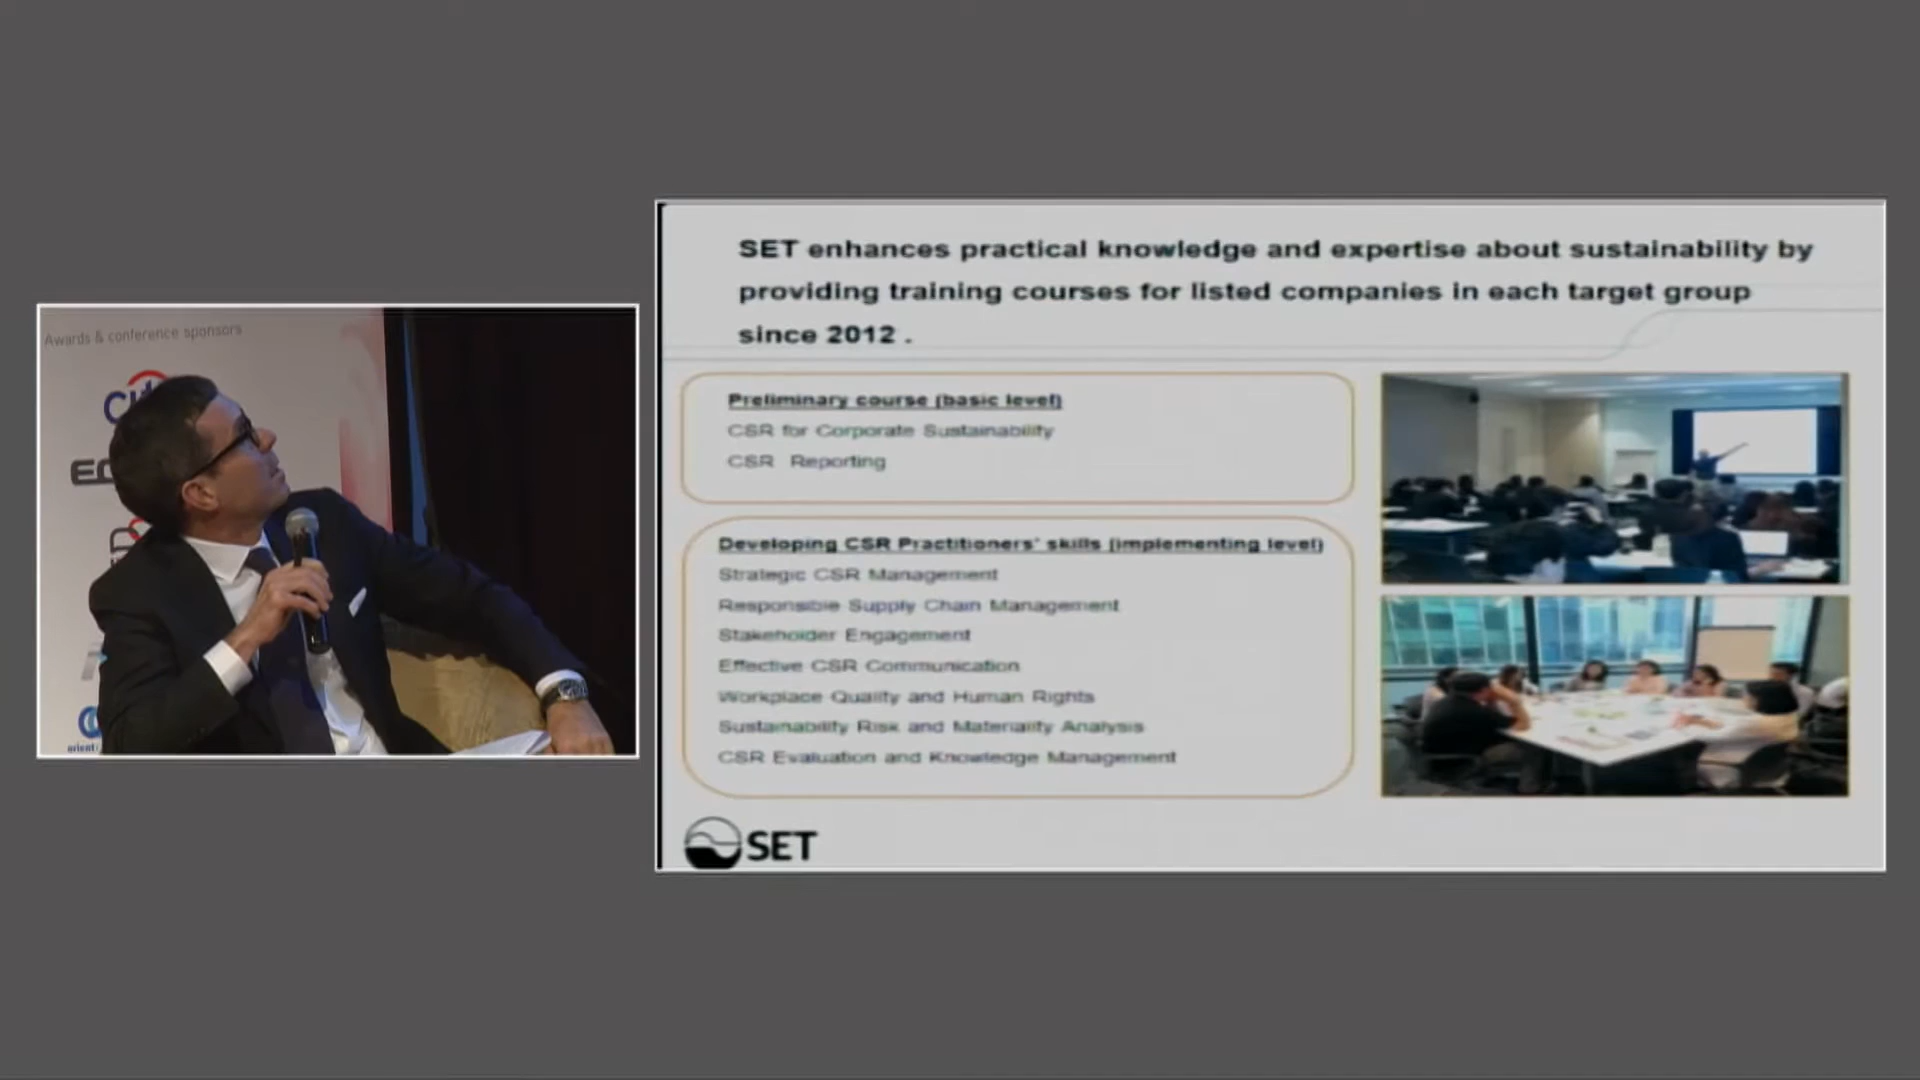 Awards & conference sponsors
SET enhances practical knowledge and expertise about sustainability by
providing training courses for listed companies in each target group
since 2012 .
Preliminary course (basic level)
CSR for Corporate Sustainability
CSR Reporting
Developing CSR Practitioners' skills (implementing level)
Strategic CSR Management
Responsible Supply Chain Management
Stakeholder Engagement
Effective CSR Communication
Workplace Quality and Human Rights
Sustainability Risk and Materiality Analysis
CSR Evaluation and Knowledge Management
SET